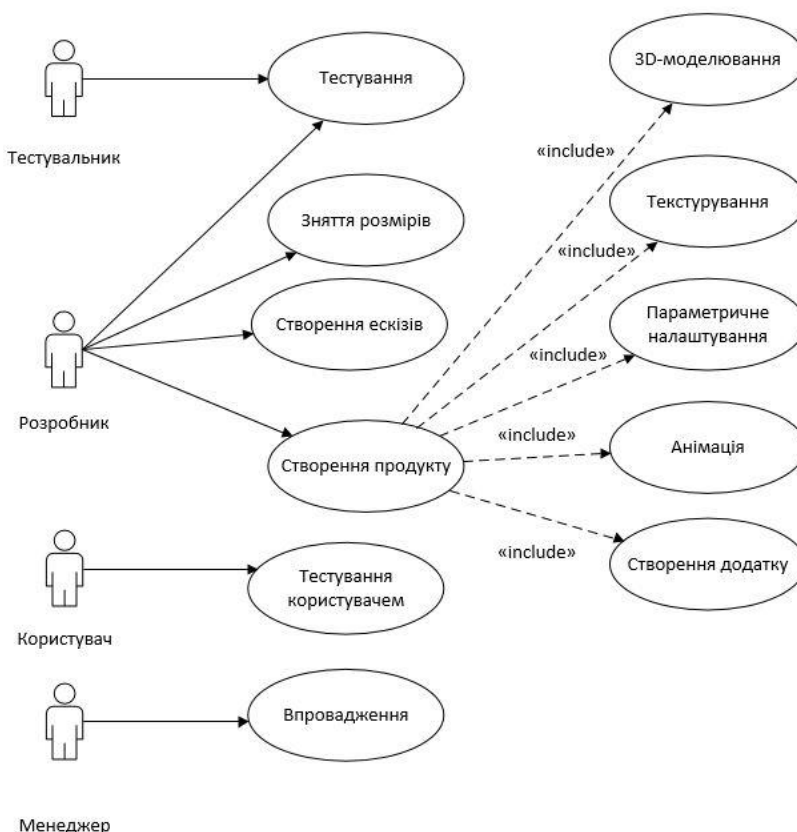 Тестування
3D-моделювання
Тестувальник
«include»
Зняття розмірів
Текстурування
«include»
Створення ескізів
Параметричне
налаштування
«include»
Розробник
Створення продукту
«include»
Анімація
«include»
Створення додатку
Тестування
користувачем
Користувач
Впровадження
Менеджер